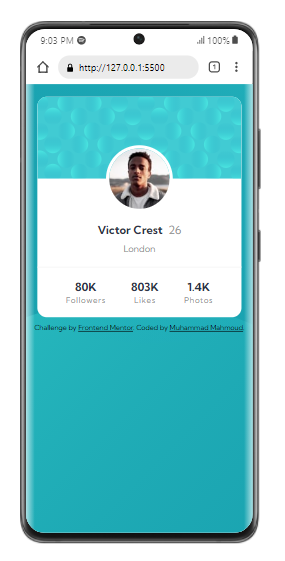 9:03 PM
100%
http://127.0.0.1:5500
1
Victor Crest 26
London
80K 803K 1.4K
Followers Likes Photos
Challenge by Frontend Mentor. Coded by Muhammad Mahmoud.